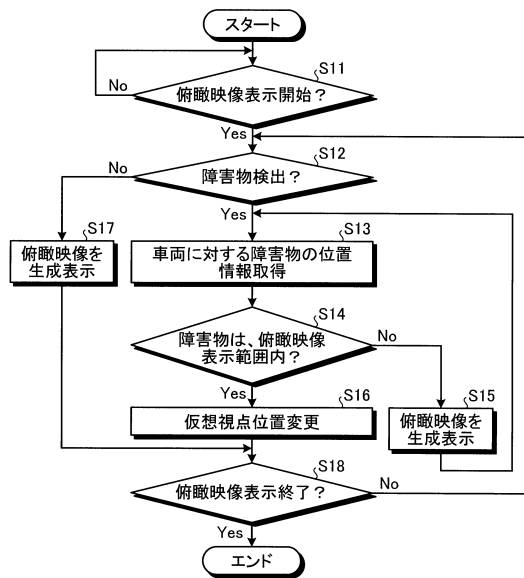 スタート
S11
俯瞰映像表示開始？
No
Yes
S12
障害物検出？
No
Yes
S17
俯瞰映像を
生成表示
S13
車両に対する障害物の位置
情報取得
S14
障害物は、俯瞰映像
表示範囲内？
No
Yes
S16
仮想視点位置変更
S15
俯瞰映像を
生成表示
S18
俯瞰映像表示終了？
No
Yes
エンド